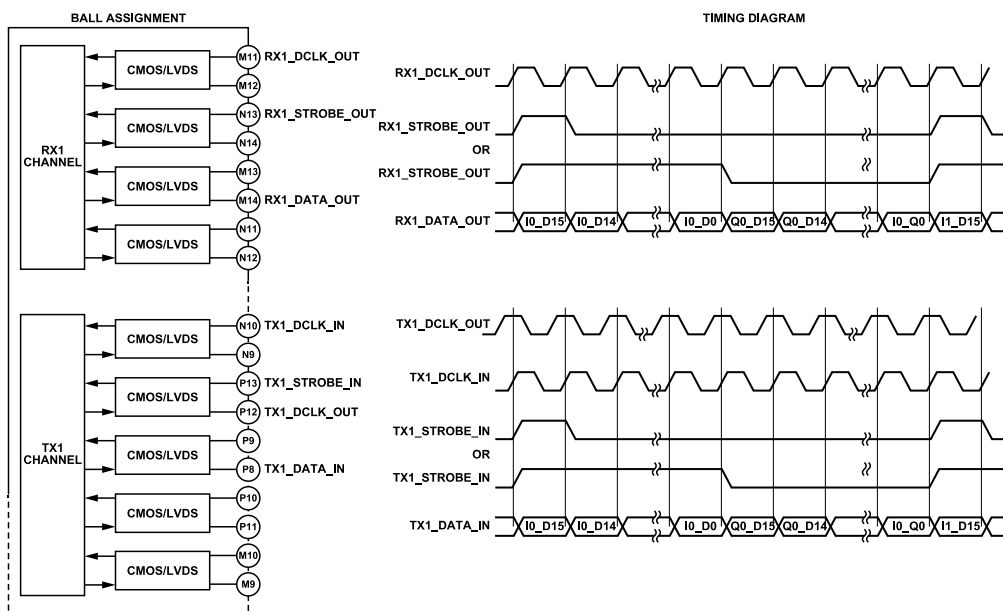 BALL ASSIGNMENT
TIMING DIAGRAM
RX1
CHANNEL
CMOS/LVDS
M11 RX1_DCLK_OUT
M12
CMOS/LVDS
N13 RX1_STROBE_OUT
N14
CMOS/LVDS
M13
M14 RX1_DATA_OUT
CMOS/LVDS
N11
N12
RX1_DCLK_OUT
RX1_STROBE_OUT
OR
RX1_STROBE_OUT
RX1_DATA_OUT I0_D15 I0_D14 I0_D0 Q0_D15 Q0_D14 I0_Q0 I1_D15
TX1
CHANNEL
CMOS/LVDS
N10 TX1_DCLK_IN
N9
CMOS/LVDS
P13 TX1_STROBE_IN
P12 TX1_DCLK_OUT
CMOS/LVDS
P9
P8 TX1_DATA_IN
CMOS/LVDS
P10
P11
CMOS/LVDS
M10
M9
TX1_DCLK_OUT
TX1_DCLK_IN
TX1_STROBE_IN
OR
TX1_STROBE_IN
TX1_DATA_IN I0_D15 I0_D14 I0_D0 Q0_D15 Q0_D14 I0_Q0 I1_D15